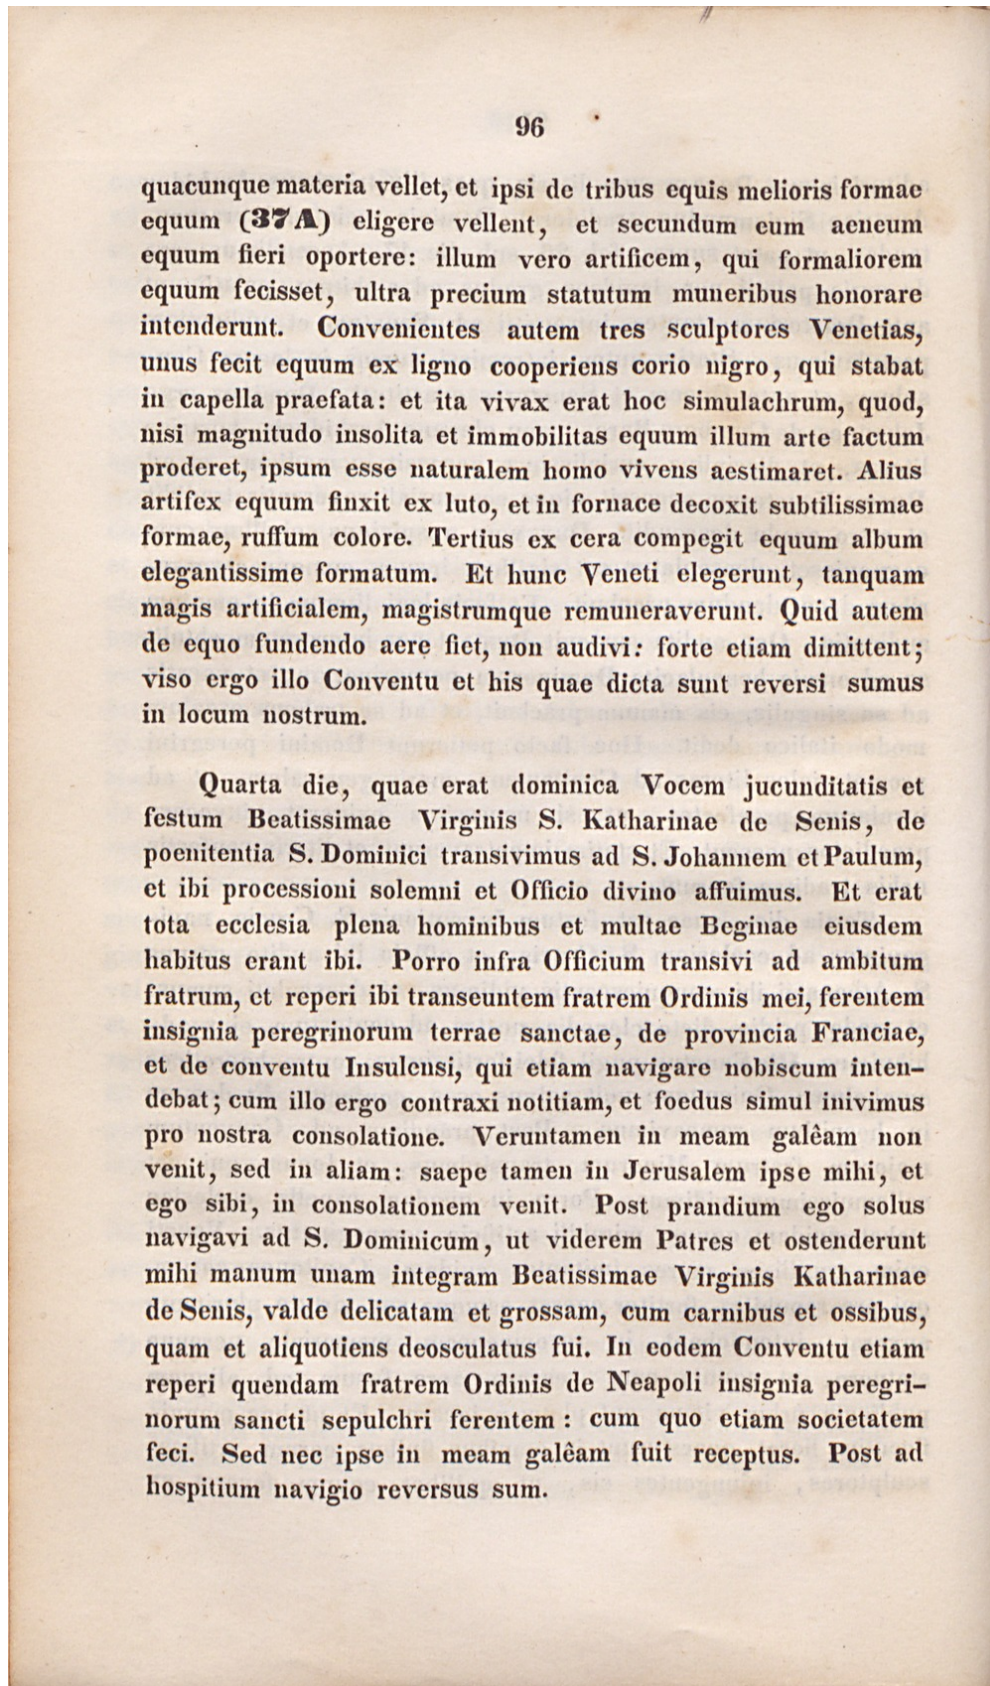 96
quacunque materia vellet, et ipsi de tribus equis melioris formae
equum (37A) eligere vellent, et secundum eum aeneum
equum fieri oportere: illum vero artificem, qui formaliorem
equum fecisset, ultra precium statutum muneribus honorare
intenderunt. Convenientes autem tres sculptores Venetias,
unus fecit equum ex ligno cooperiens corio nigro, qui stabat
in capella praefata: et ita vivax erat hoc simulachrum, quod,
nisi magnitudo insolita et immobilitas equum illum arte factum
proderet, ipsum esse naturalem homo vivens aestimaret. Alius
artifex equum finxit ex luto, et in fornace decoxit subtilissimae
formae, ruffum colore. Tertius ex cera compegit equum album
elegantissime formatum. Et hunc Veneti elegerunt, tanquam
magis artificialem, magistrumque remuneraverunt. Quid autem
de equo fundendo aere fiet, non audivi: forte etiam dimittent;
viso ergo illo Conventu et his quae dicta sunt reversi sumus
in locum nostrum.
Quarta die, quae erat dominica Vocem jucunditatis et
festum Beatissimae Virginis S. Katharinae de Senis, de
poenitentia S. Dominici transivimus ad S. Johannem et Paulum,
et ibi processioni solemni et Officio divino affuimus. Et erat
tota ecclesia plena hominibus et multae Beginae eiusdem
habitus erant ibi. Porro infra Officium transivi ad ambitum
fratrum, et reperi ibi transeuntem fratrem Ordinis mei, ferentem
insignia peregrinorum terrae sanctae, de provincia Franciae,
et de conventu Insulensi, qui etiam navigare nobiscum inten-
debat; cum illo ergo contraxi notitiam, et foedus simul inivimus
pro nostra consolatione. Veruntamen in meam galêam non
venit, sed in aliam: saepe tamen in Jerusalem ipse mihi, et
ego sibi, in consolationem venit. Post prandium ego solus
navigavi ad S. Dominicum, ut viderem Patres et ostenderunt
mihi manum unam integram Beatissimae Virginis Katharinae
de Senis, valde delicatam et grossam, cum carnibus et ossibus,
quam et aliquotiens deosculatus fui. In eodem Conventu etiam
reperi quendam fratrem Ordinis de Neapoli insignia peregri-
norum sancti sepulchri ferentem: cum quo etiam societatem
feci. Sed nec ipse in meam galêam fuit receptus. Post ad
hospitium navigio reversus sum.